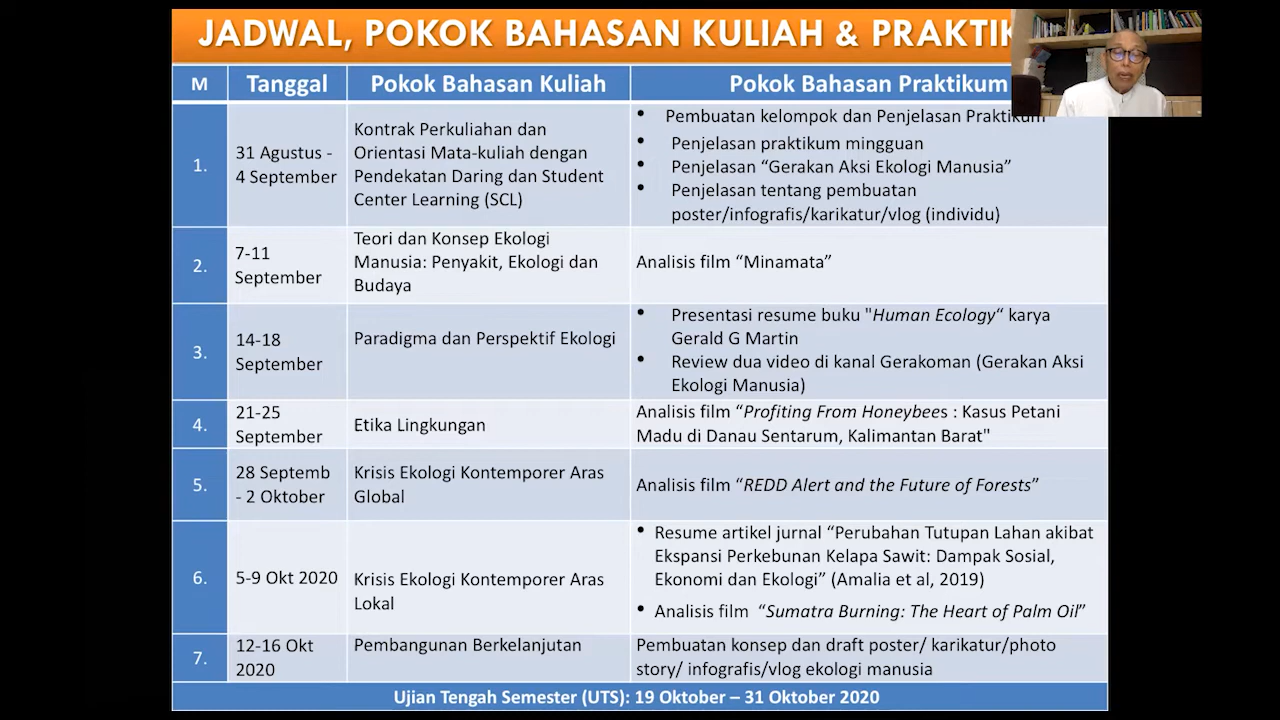 JADWAL, POKOK BAHASAN KULIAH &
M Tanggal Pokok Bahasan Kuliah Pokok Bahasan Praktikum
1.
31 Agustus -
4 September
Kontrak Perkuliahan dan
Orientasi Mata-kuliah dengan
Pendekatan Daring dan Student
Center Learning (SCL)
• Pembuatan kelompok dan Penjelasan Praktikum
• Penjelasan praktikum mingguan
• Penjelasan “Gerakan Aksi Ekologi Manusia”
• Penjelasan tentang pembuatan
poster/infografis/karikatur/vlog (individu)
2.
7-11
September
Teori dan Konsep Ekologi
Manusia: Penyakit, Ekologi dan
Budaya
Analisis film “Minamata”
3.
14-18
September
Paradigma dan Perspektif Ekologi
• Presentasi resume buku "Human Ecology“ karya
Gerald G Martin
• Review dua video di kanal Gerakoman (Gerakan Aksi
Ekologi Manusia)
4.
21-25
September
Etika Lingkungan
Analisis film “Profiting From Honeybees : Kasus Petani
Madu di Danau Sentarum, Kalimantan Barat"
5.
28 Septemb
- 2 Oktober
Krisis Ekologi Kontemporer Aras
Global
Analisis film “REDD Alert and the Future of Forests”
6.
5-9 Okt 2020
Krisis Ekologi Kontemporer Aras
Lokal
• Resume artikel jurnal “Perubahan Tutupan Lahan akibat
Ekspansi Perkebunan Kelapa Sawit: Dampak Sosial,
Ekonomi dan Ekologi” (Amalia et al, 2019)
• Analisis film “Sumatra Burning: The Heart of Palm Oil”
7.
12-16 Okt
2020
Pembangunan Berkelanjutan
Pembuatan konsep dan draft poster/ karikatur/photo
story/ infografis/vlog ekologi manusia
Ujian Tengah Semester (UTS): 19 Oktober – 31 Oktober 2020